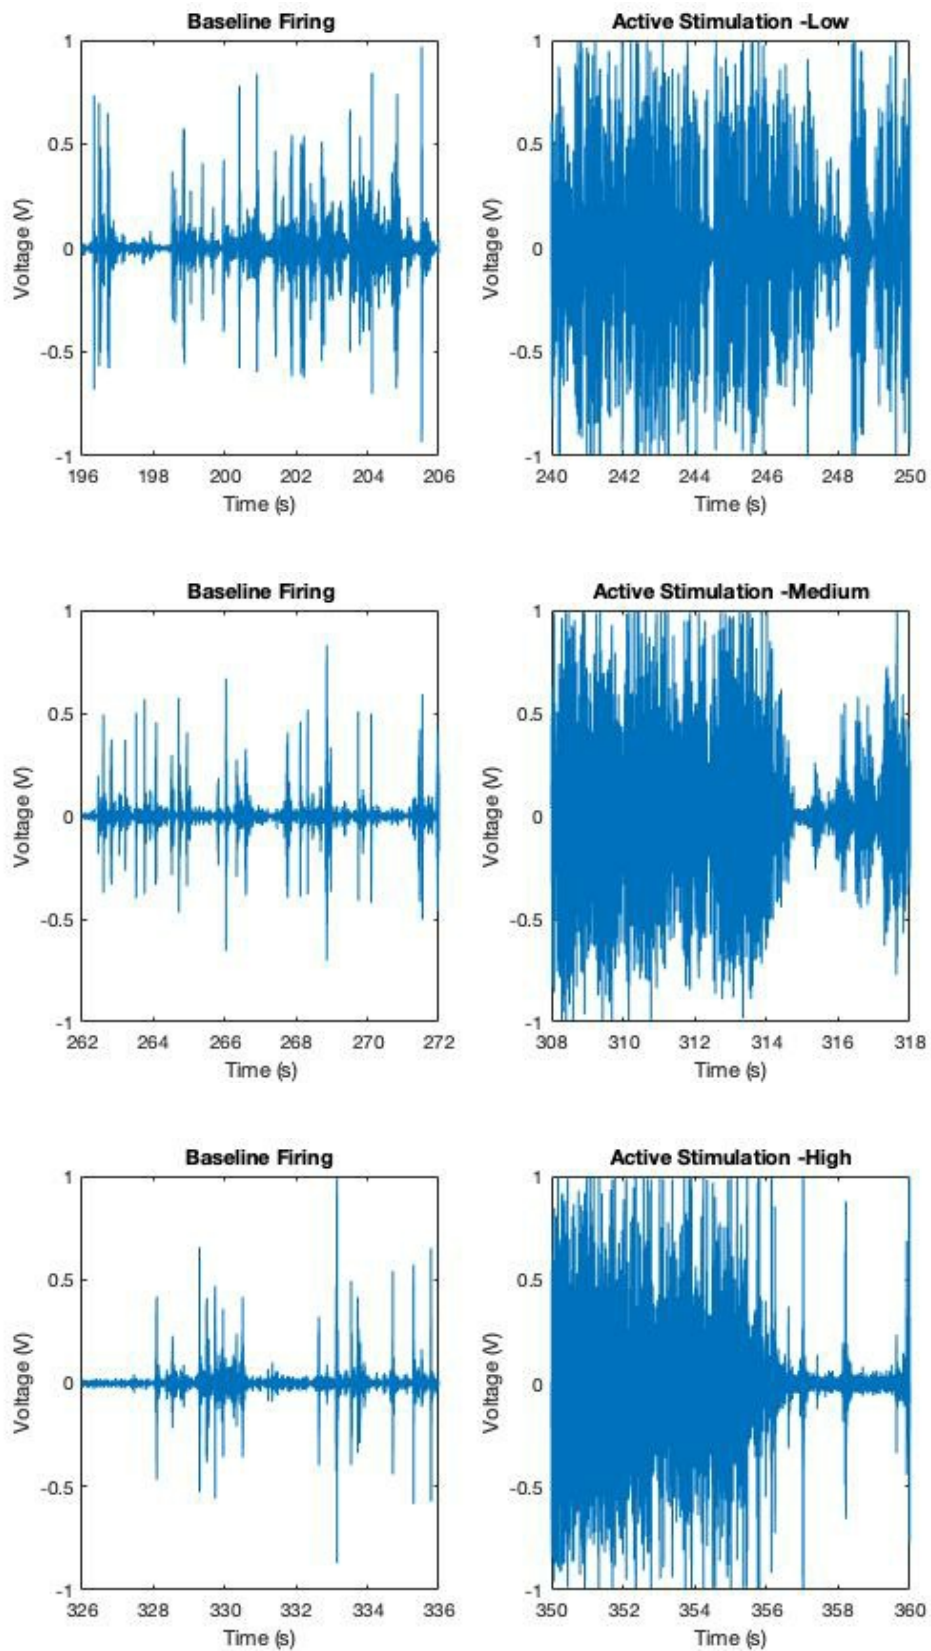 Baseline Firing
1
0.5
0
-0.5
-1
Voltage (V)
196 198 200 202 204 206
Time (s)
Active Stimulation -Low
1
0.5
0
-0.5
-1
Voltage (V)
240 242 244 246 248 250
Time (s)
Baseline Firing
1
0.5
0
-0.5
-1
Voltage (V)
262 264 266 268 270 272
Time (s)
Active Stimulation -Medium
1
0.5
0
-0.5
-1
Voltage (V)
308 310 312 314 316 318
Time (s)
Baseline Firing
1
0.5
0
-0.5
-1
Voltage (V)
326 328 330 332 334 336
Time (s)
Active Stimulation -High
1
0.5
0
-0.5
-1
Voltage (V)
350 352 354 356 358 360
Time (s)